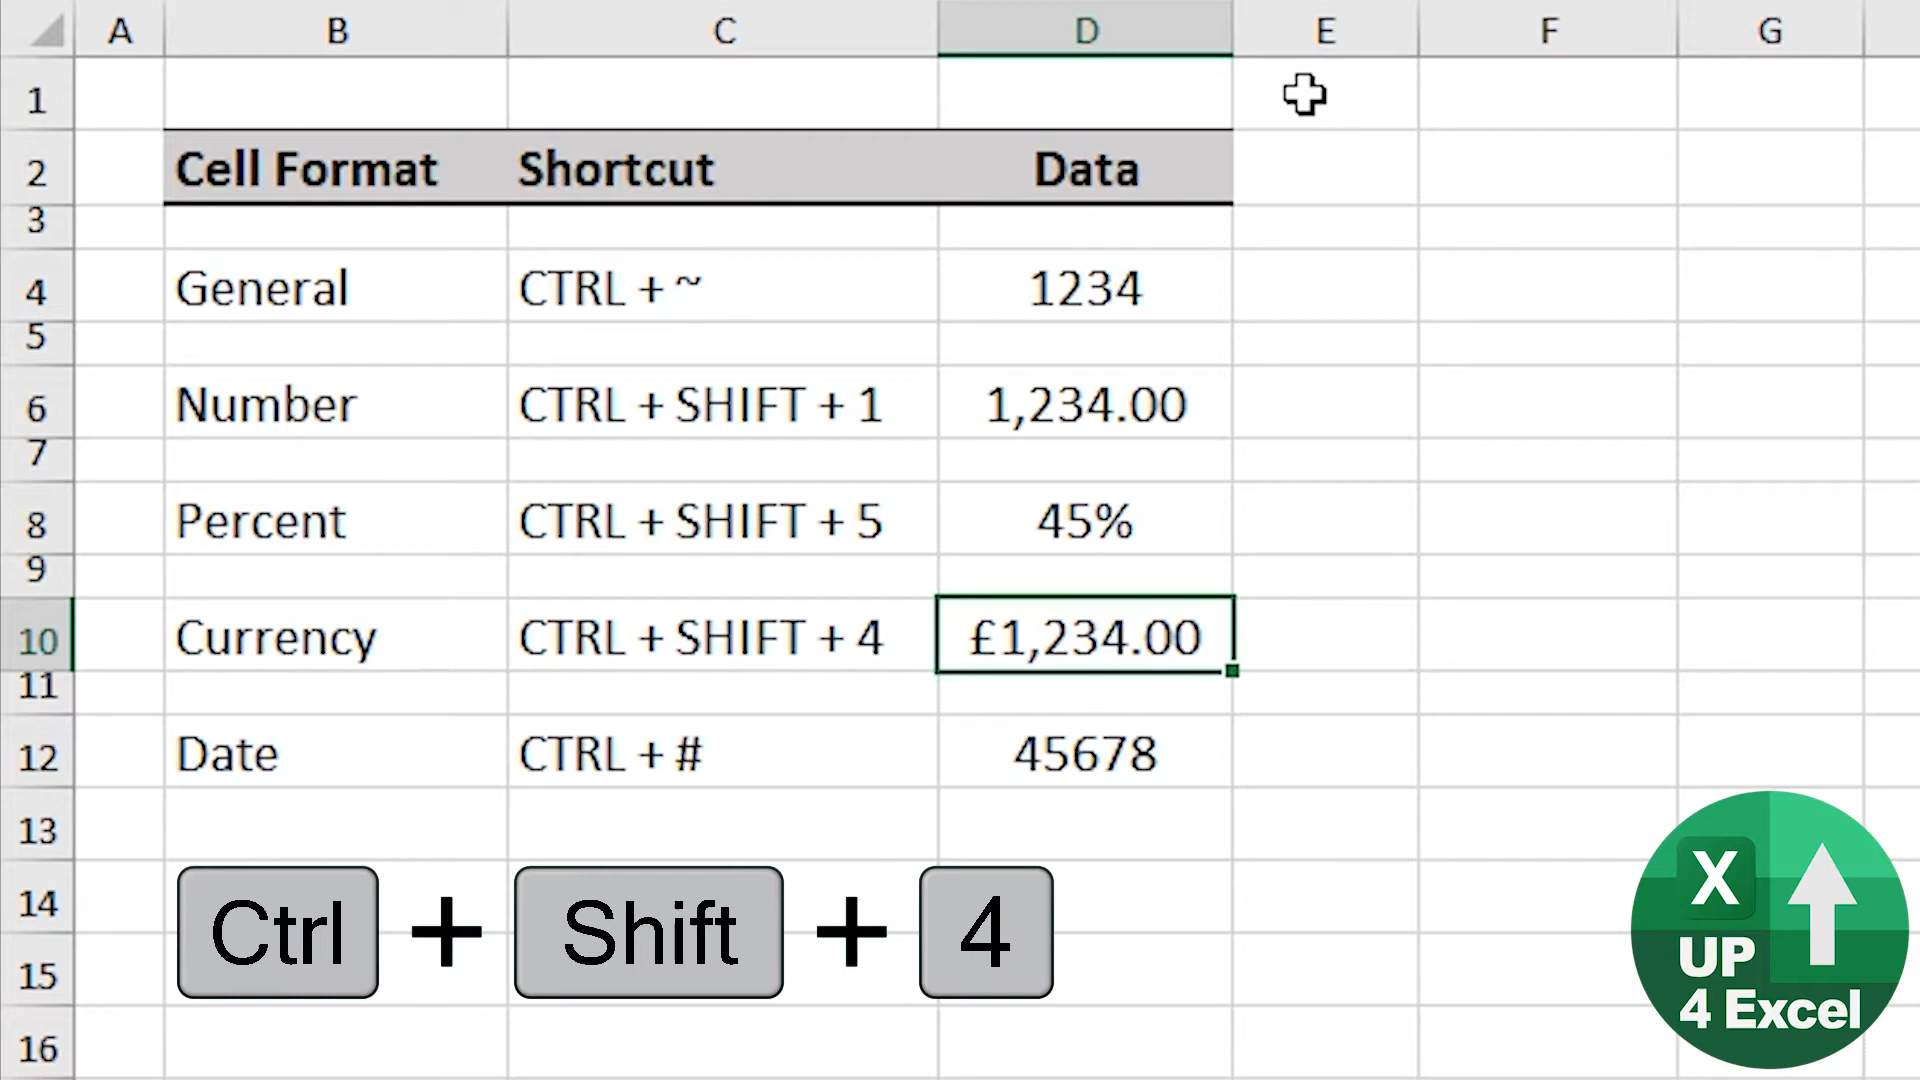 A B C D E F G
1
2 Cell Format Shortcut Data
3
4 General CTRL + ~ 1234
5
6 Number CTRL + SHIFT + 1 1,234.00
7
8 Percent CTRL + SHIFT + 5 45%
9
10 Currency CTRL + SHIFT + 4 £1,234.00
11
12 Date CTRL + # 45678
13
14
15
16
Ctrl + Shift + 4
X
UP
4 Excel